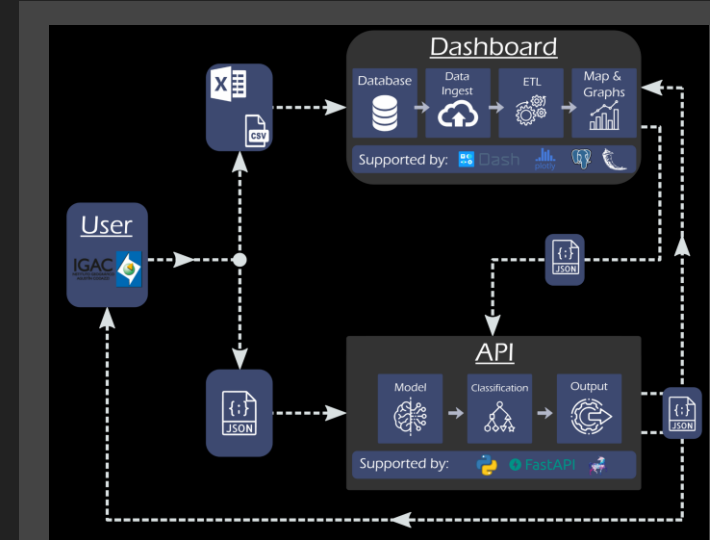 Dashboard
Database
Data
Ingest
ETL
Map &
Graphs
X
CSV
Supported by:
Dash
plotly
User
IGAC
{:}
JSON
API
Model
Classification
Output
{:}
JSON
{:}
JSON
Supported by:
FastAPI